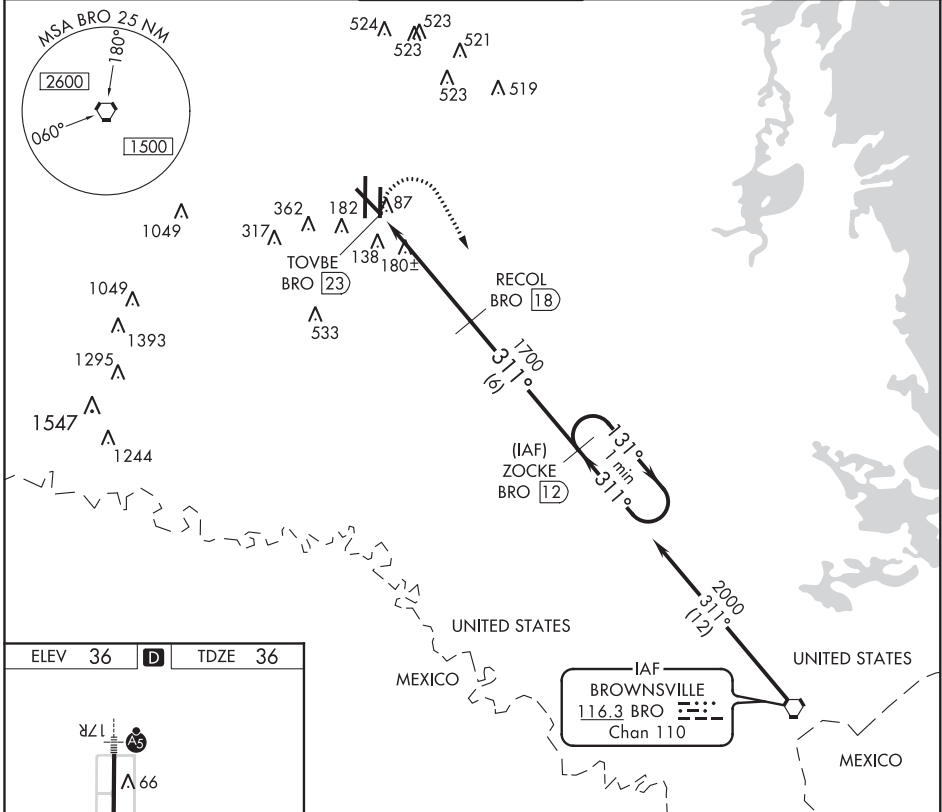 MSA BRO 25 NM
180°
2600
060°
1500
524
523
523
521
523
519
1049
317
362
182
87
138
180±
TOVBE
BRO 23
533
RECOL
BRO 18
1700
311°
(6)
1049
1393
1295
1547
1244
(IAF)
ZOCKE
BRO 12
131°
1 min
311°
2000
311°
(12)
UNITED STATES
MEXICO
UNITED STATES
MEXICO
IAF
BROWNSVILLE
116.3 BRO
Chan 110
ELEV 36 D TDZE 36
17R
A5
66